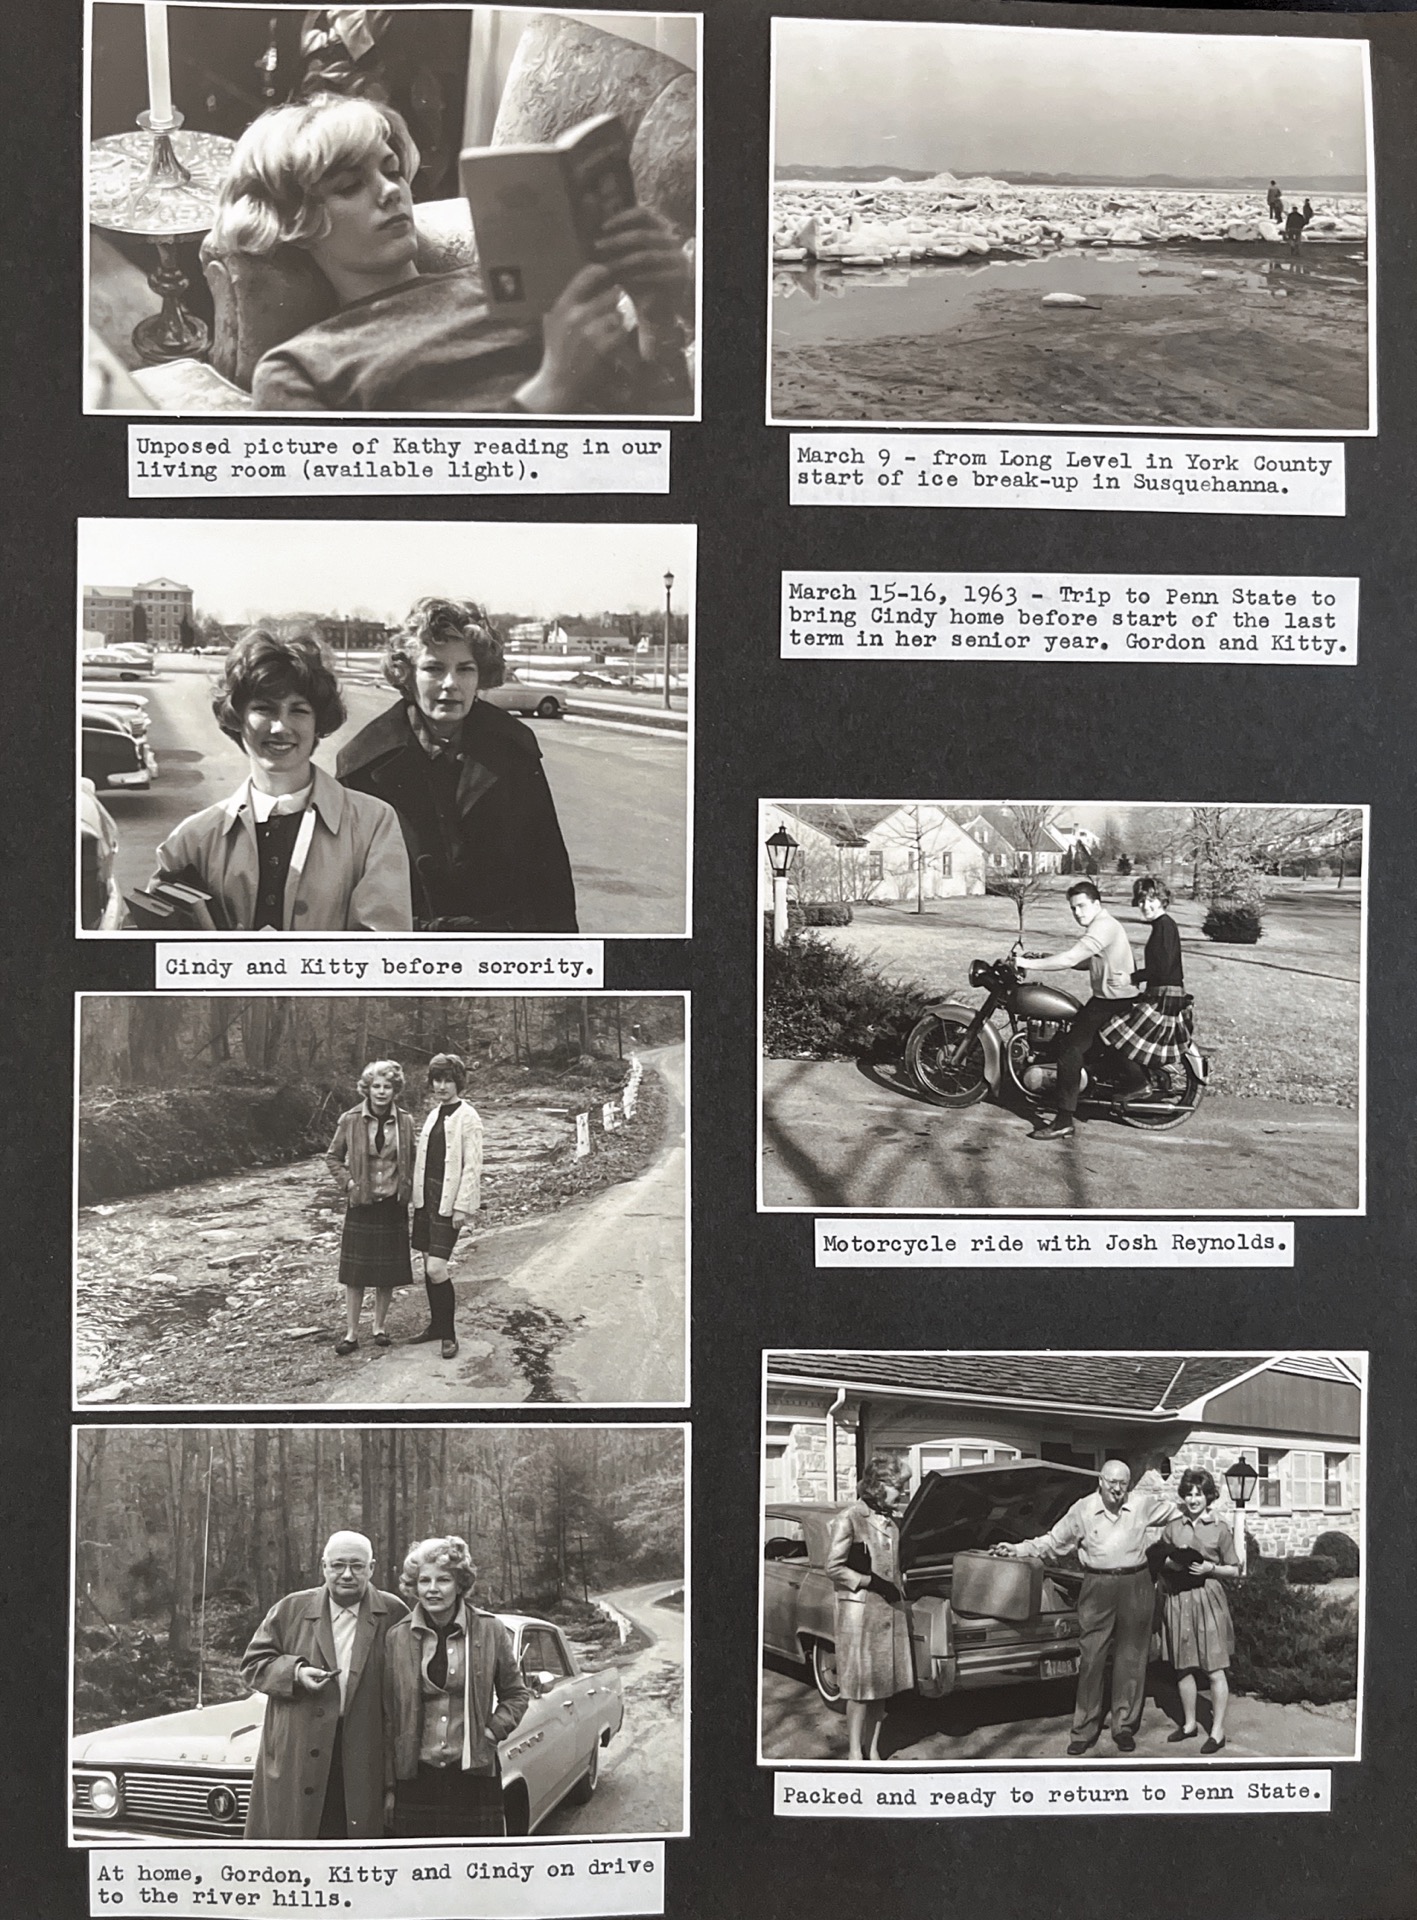 Unposed picture of Kathy reading in our
living room (available light).
March 9 - from Long Level in York County
start of ice break-up in Susquehanna.
March 15-16, 1963 - Trip to Penn State to
bring Cindy home before start of the last
term in her senior year. Gordon and Kitty.
Cindy and Kitty before sorority.
Motorcycle ride with Josh Reynolds.
BUICK
At home, Gordon, Kitty and Cindy on drive
to the river hills.
Packed and ready to return to Penn State.